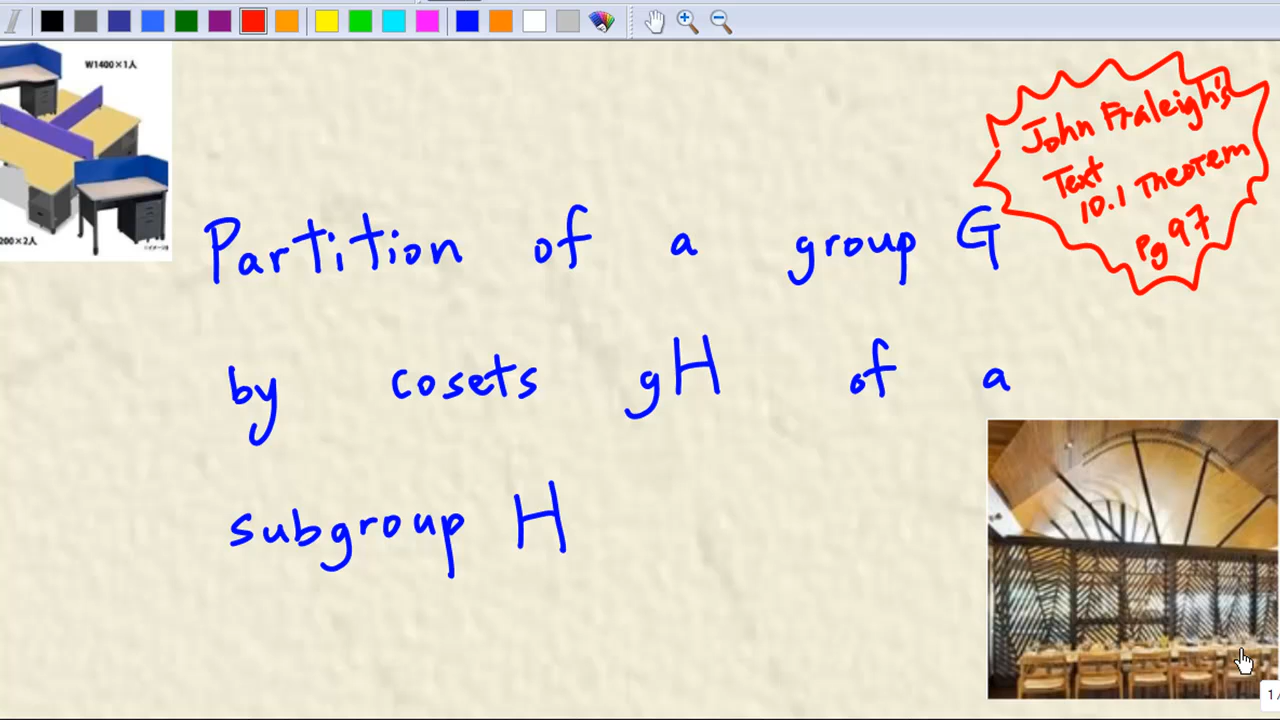 W1400×1人
200×2人
Partition of a group G
by cosets gH of a
subgroup H
John Fraleigh's
Text
10.1 Theorem
Pg 97
1/